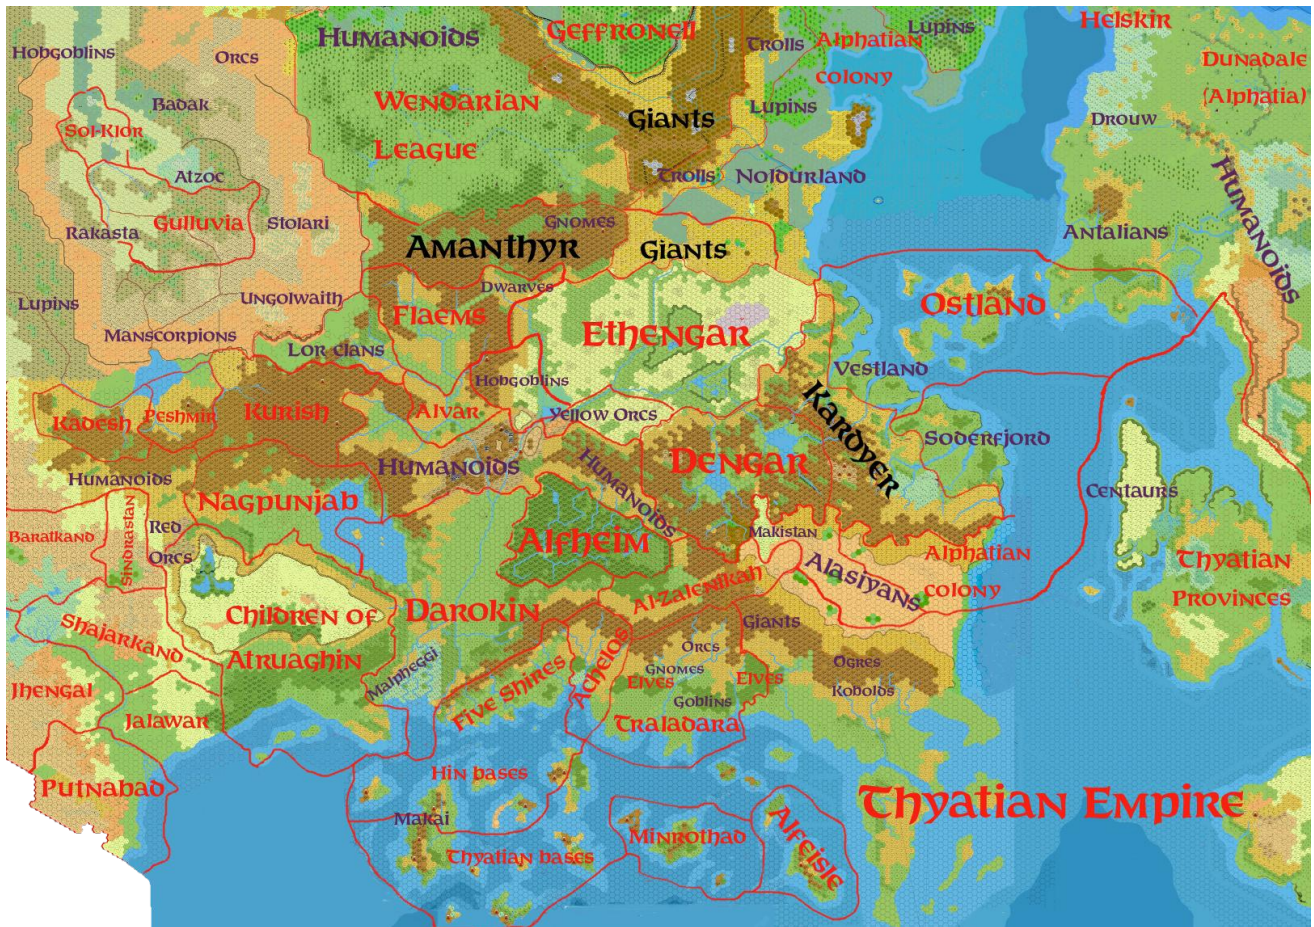 Geffronell
Helskir
Humanoids
Alphatian
colony
Lupins
Trolls
Hobgoblins
Orcs
Dunadale
(Alphatia)
Badak
Wendarian
League
Giants
Lupins
Drouw
Sol-Klor
Atzoc
Trolls
Noldurland
Humanoids
Rakasta
Gulluvia
Stolari
Gnomes
Amanthyr
Giants
Antalians
Lupins
Ungolwaith
Dwarves
Flaems
Ethengar
Ostland
Manscorpions
Lor clans
Vestland
Hobgoblins
Kadesh
Peshmir
Kurish
Alvar
Yellow Orcs
Kardyer
Soderfjord
Humanoids
Humanoids
Humanoids
Dengar
Centaurs
Nagpunjab
Baratkand
Sindrastan
Red
Orcs
Alfheim
Makistan
Alasiyans
Alphatian
colony
Thyatian
Provinces
Shajarkand
Children of
Atruaghin
Darokin
Al-Zalenikah
Giants
Malpheggi
Five Shires
Achelos
Orcs
Gnomes
Elves
Elves
Goblins
Traladara
Ogres
Kobolds
Jhengal
Jalawar
Putnabad
Hin bases
Makai
Thyatian bases
Minrothad
Alfeisle
Thyatian Empire